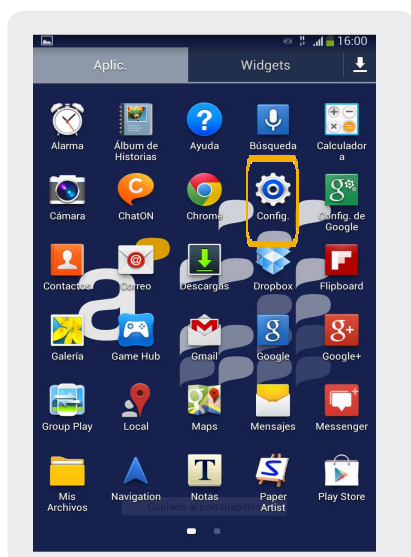 16:00
Aplic.
Widgets
Alarma
Álbum de
Historias
Ayuda
Búsqueda
Calculador
a
Cámara
ChatON
Chrome
Config.
Config. de
Google
Contactos
Correo
Descargas
Dropbox
Flipboard
Galería
Game Hub
Gmail
Google
Google+
Group Play
Local
Maps
Mensajes
Messenger
Mis
Archivos
Navigation
Notas
Paper
Artist
Play Store
Copiado al portapapeles